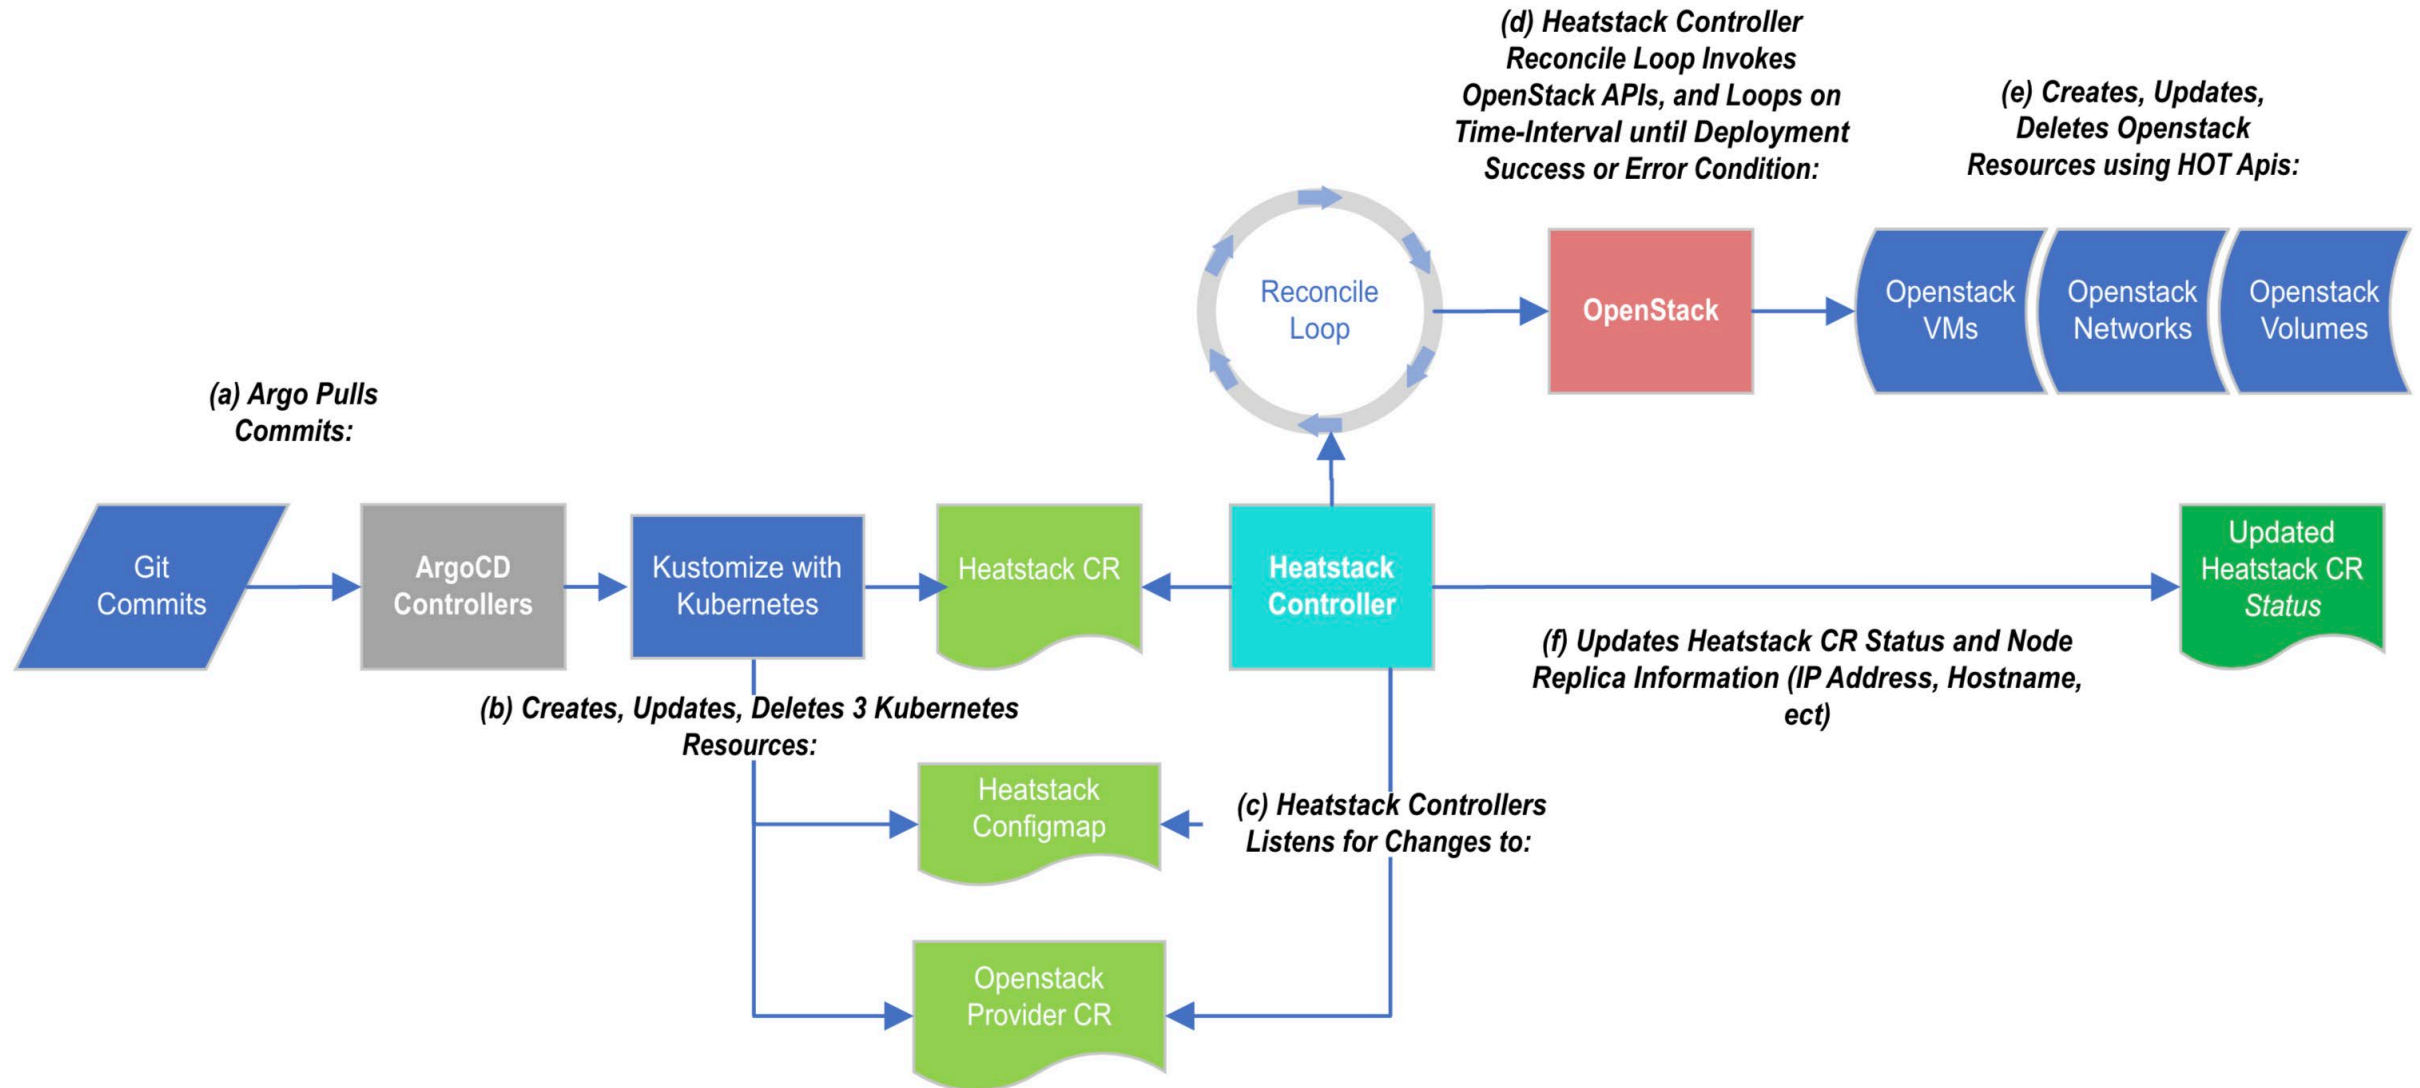 (d) Heatstack Controller
Reconcile Loop Invokes
OpenStack APIs, and Loops on
Time-Interval until Deployment
Success or Error Condition:
(e) Creates, Updates,
Deletes Openstack
Resources using HOT Apis:
Reconcile
Loop
OpenStack
Openstack
VMs
Openstack
Networks
Openstack
Volumes
(a) Argo Pulls
Commits:
Git
Commits
ArgoCD
Controllers
Kustomize with
Kubernetes
Heatstack CR
Heatstack
Controller
Updated
Heatstack CR
Status
(f) Updates Heatstack CR Status and Node
Replica Information (IP Address, Hostname,
ect)
(b) Creates, Updates, Deletes 3 Kubernetes
Resources:
Heatstack
Configmap
(c) Heatstack Controllers
Listens for Changes to:
Openstack
Provider CR